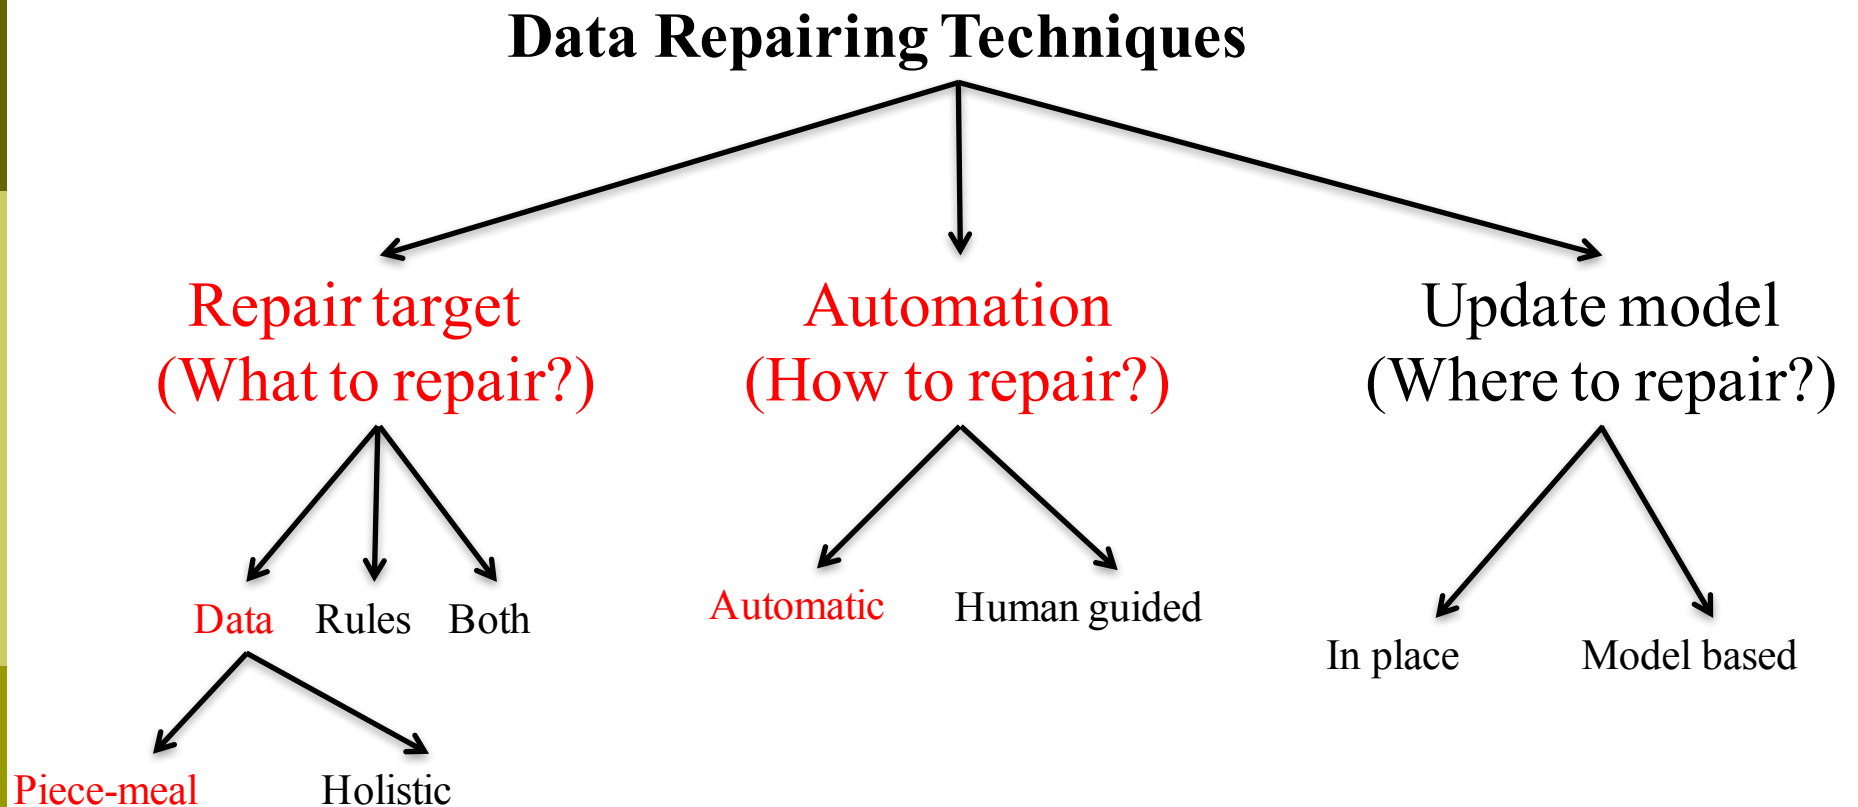 Data Repairing Techniques
Repair target
(What to repair?)
Automation
(How to repair?)
Update model
(Where to repair?)
Data
Rules
Both
Automatic
Human guided
In place
Model based
Piece-meal
Holistic